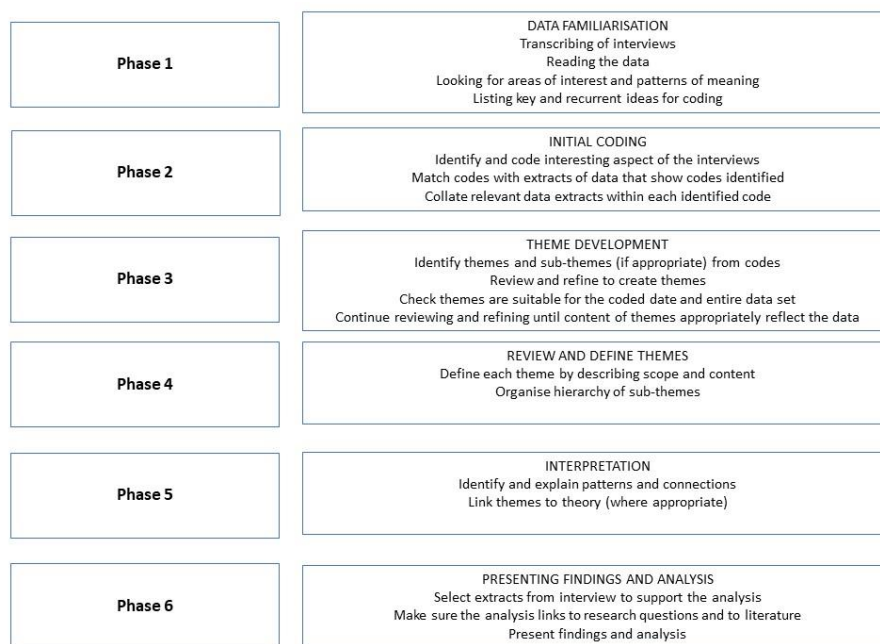 Phase 1
DATA FAMILIARISATION
Transcribing of interviews
Reading the data
Looking for areas of interest and patterns of meaning
Listing key and recurrent ideas for coding
Phase 2
INITIAL CODING
Identify and code interesting aspect of the interviews
Match codes with extracts of data that show codes identified
Collate relevant data extracts within each identified code
Phase 3
THEME DEVELOPMENT
Identify themes and sub-themes (if appropriate) from codes
Review and refine to create themes
Check themes are suitable for the coded date and entire data set
Continue reviewing and refining until content of themes appropriately reflect the data
Phase 4
REVIEW AND DEFINE THEMES
Define each theme by describing scope and content
Organise hierarchy of sub-themes
Phase 5
INTERPRETATION
Identify and explain patterns and connections
Link themes to theory (where appropriate)
Phase 6
PRESENTING FINDINGS AND ANALYSIS
Select extracts from interview to support the analysis
Make sure the analysis links to research questions and to literature
Present findings and analysis